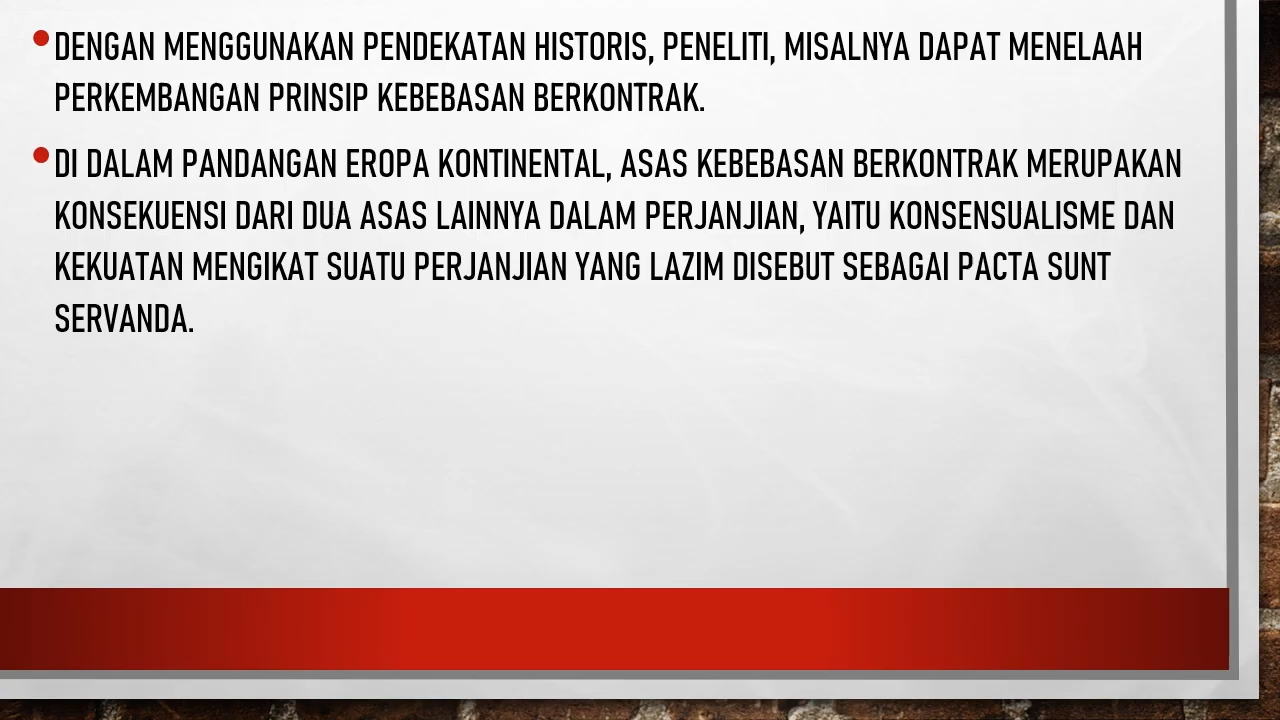 •DENGAN MENGGUNAKAN PENDEKATAN HISTORIS, PENELITI, MISALNYA DAPAT MENELAAH
PERKEMBANGAN PRINSIP KEBEBASAN BERKONTRAK.
•DI DALAM PANDANGAN EROPA KONTINENTAL, ASAS KEBEBASAN BERKONTRAK MERUPAKAN
KONSEKUENSI DARI DUA ASAS LAINNYA DALAM PERJANJIAN, YAITU KONSENSUALISME DAN
KEKUATAN MENGIKAT SUATU PERJANJIAN YANG LAZIM DISEBUT SEBAGAI PACTA SUNT
SERVANDA.